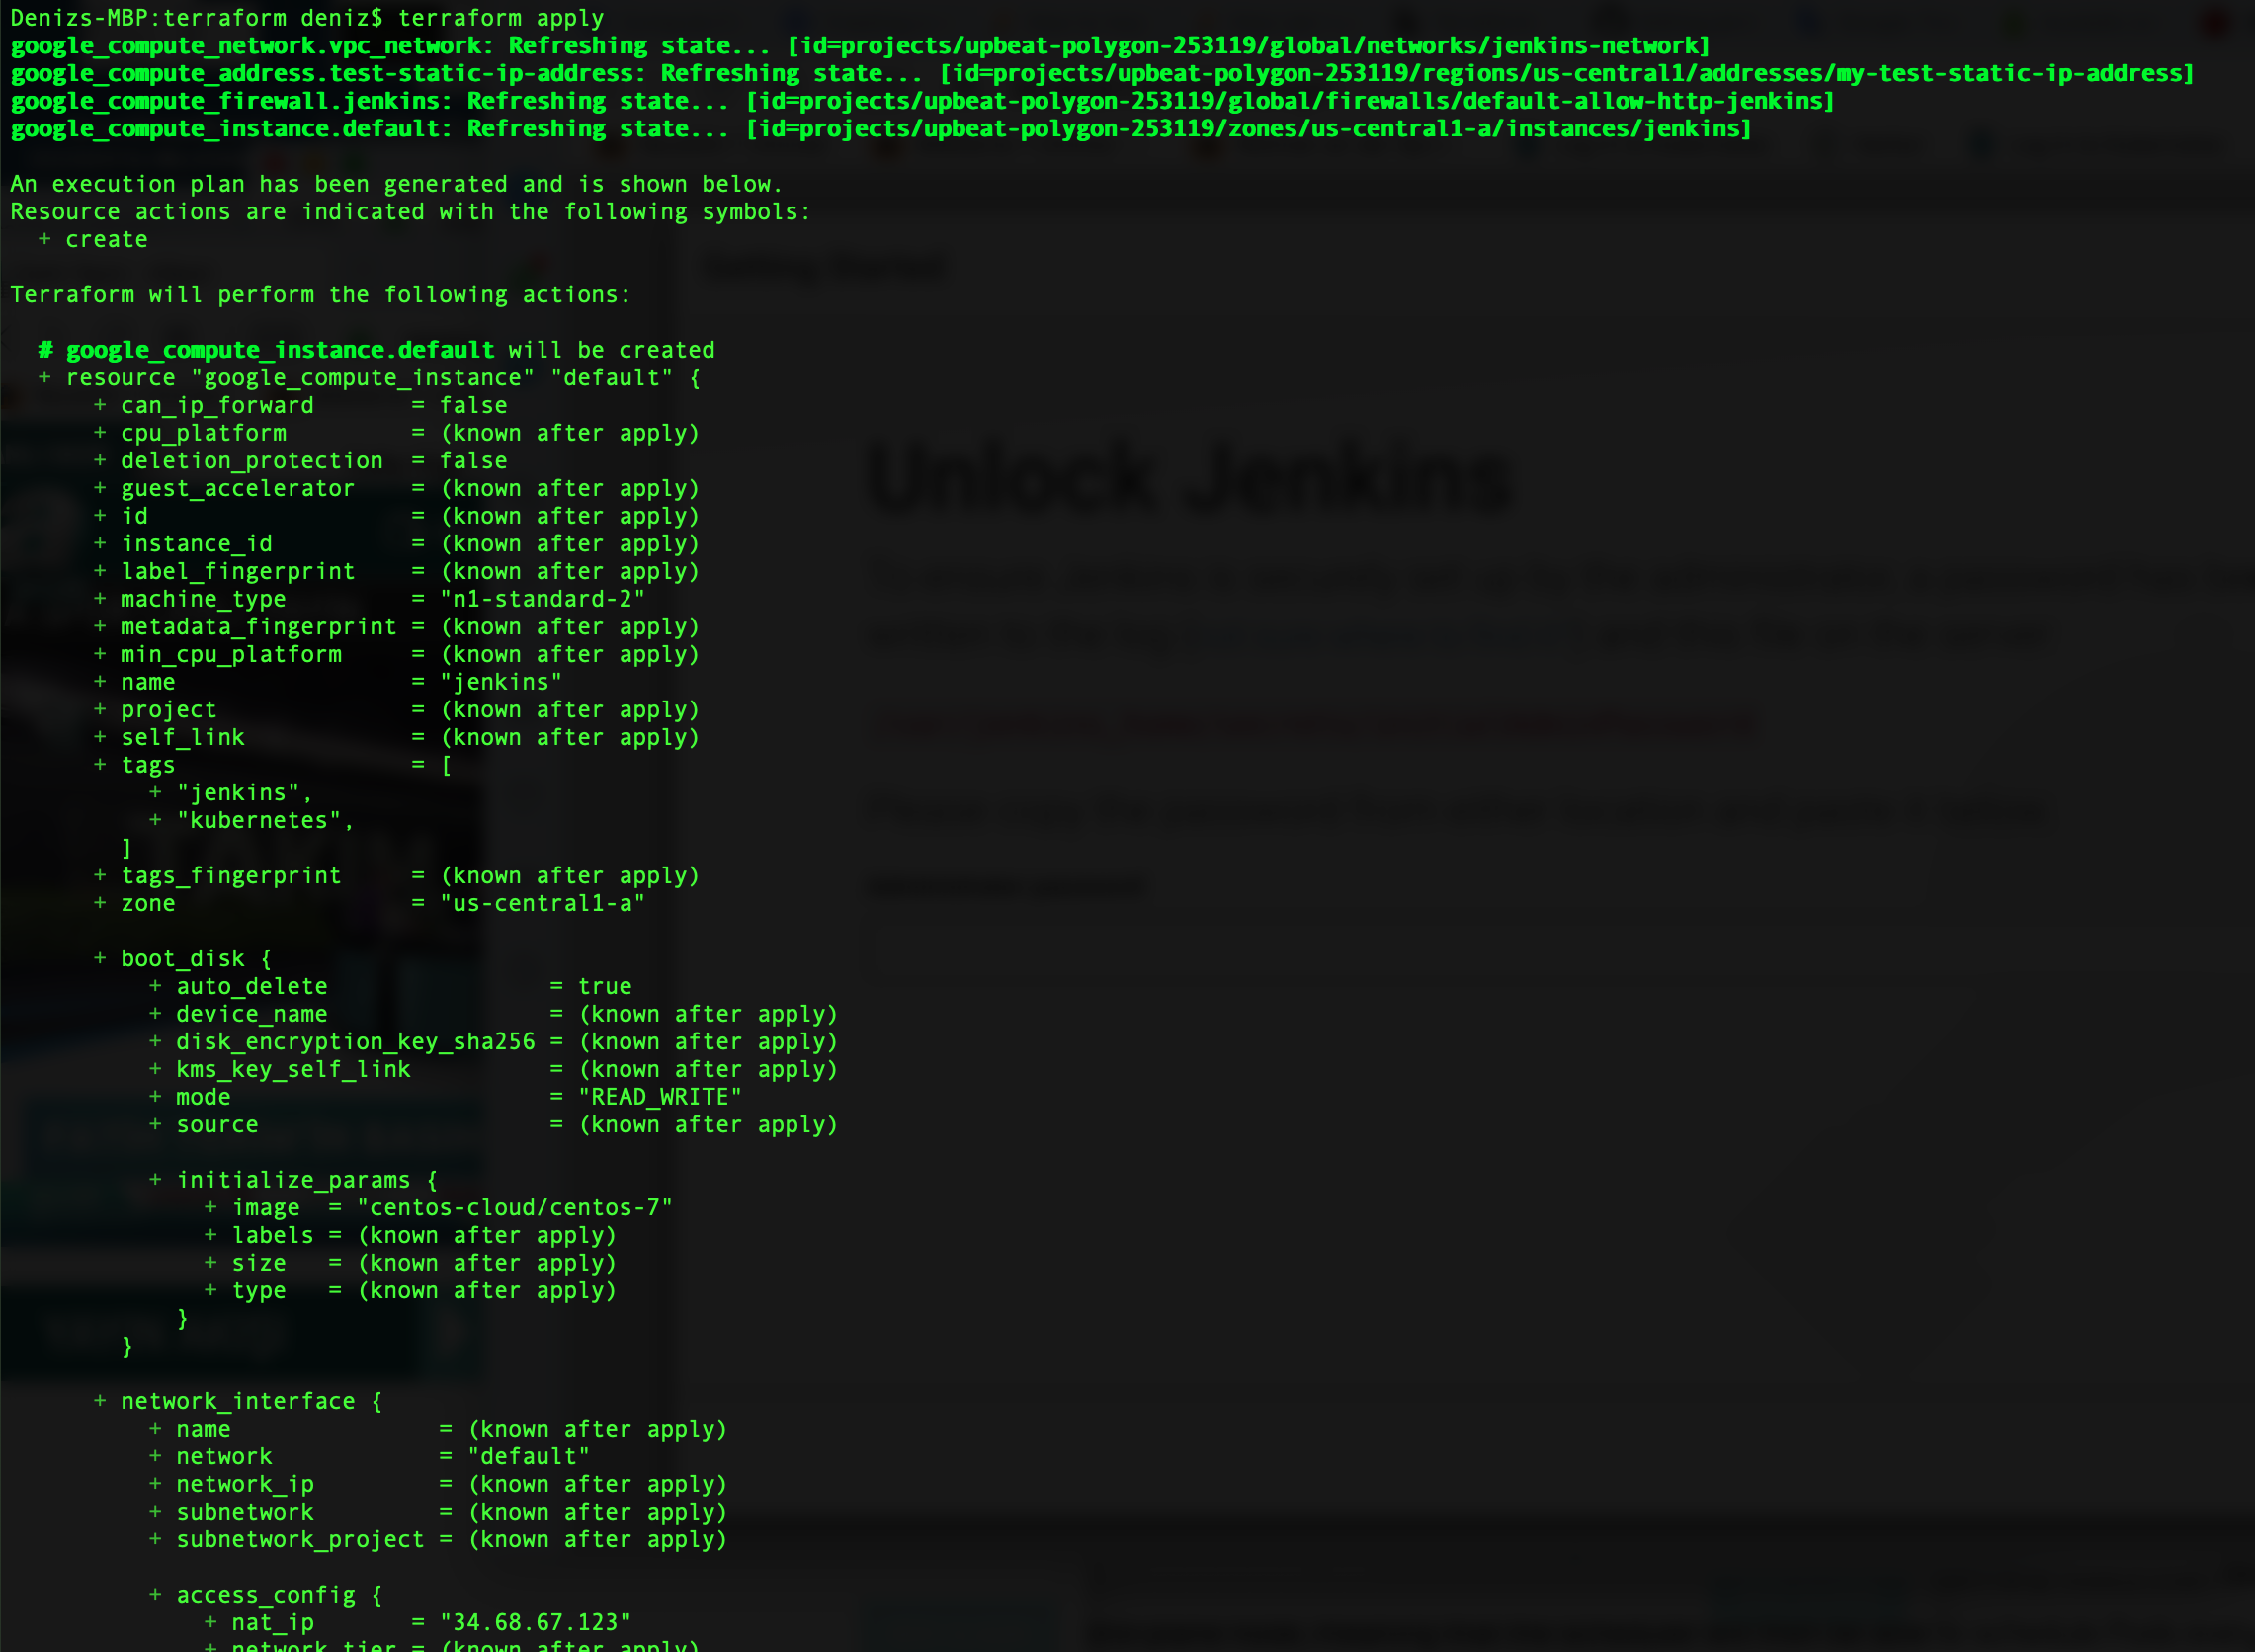 Denizs-MBP:terraform deniz$ terraform apply
google_compute_network.vpc_network: Refreshing state... [id=projects/upbeat-polygon-253119/global/networks/jenkins-network]
google_compute_address.test-static-ip-address: Refreshing state... [id=projects/upbeat-polygon-253119/regions/us-central1/addresses/my-test-static-ip-address]
google_compute_firewall.jenkins: Refreshing state... [id=projects/upbeat-polygon-253119/global/firewalls/default-allow-http-jenkins]
google_compute_instance.default: Refreshing state... [id=projects/upbeat-polygon-253119/zones/us-central1-a/instances/jenkins]

An execution plan has been generated and is shown below.
Resource actions are indicated with the following symbols:
  + create

Terraform will perform the following actions:

  # google_compute_instance.default will be created
  + resource "google_compute_instance" "default" {
      + can_ip_forward       = false
      + cpu_platform         = (known after apply)
      + deletion_protection  = false
      + guest_accelerator    = (known after apply)
      + id                   = (known after apply)
      + instance_id          = (known after apply)
      + label_fingerprint    = (known after apply)
      + machine_type         = "n1-standard-2"
      + metadata_fingerprint = (known after apply)
      + min_cpu_platform     = (known after apply)
      + name                 = "jenkins"
      + project              = (known after apply)
      + self_link            = (known after apply)
      + tags                 = [
          + "jenkins",
          + "kubernetes",
        ]
      + tags_fingerprint     = (known after apply)
      + zone                 = "us-central1-a"

      + boot_disk {
          + auto_delete                = true
          + device_name                = (known after apply)
          + disk_encryption_key_sha256 = (known after apply)
          + kms_key_self_link          = (known after apply)
          + mode                       = "READ_WRITE"
          + source                     = (known after apply)

          + initialize_params {
              + image  = "centos-cloud/centos-7"
              + labels = (known after apply)
              + size   = (known after apply)
              + type   = (known after apply)
            }
        }

      + network_interface {
          + name               = (known after apply)
          + network            = "default"
          + network_ip         = (known after apply)
          + subnetwork         = (known after apply)
          + subnetwork_project = (known after apply)

          + access_config {
              + nat_ip       = "34.68.67.123"
              + network_tier = (known after apply)
Getting Started
Unlock Jenkins